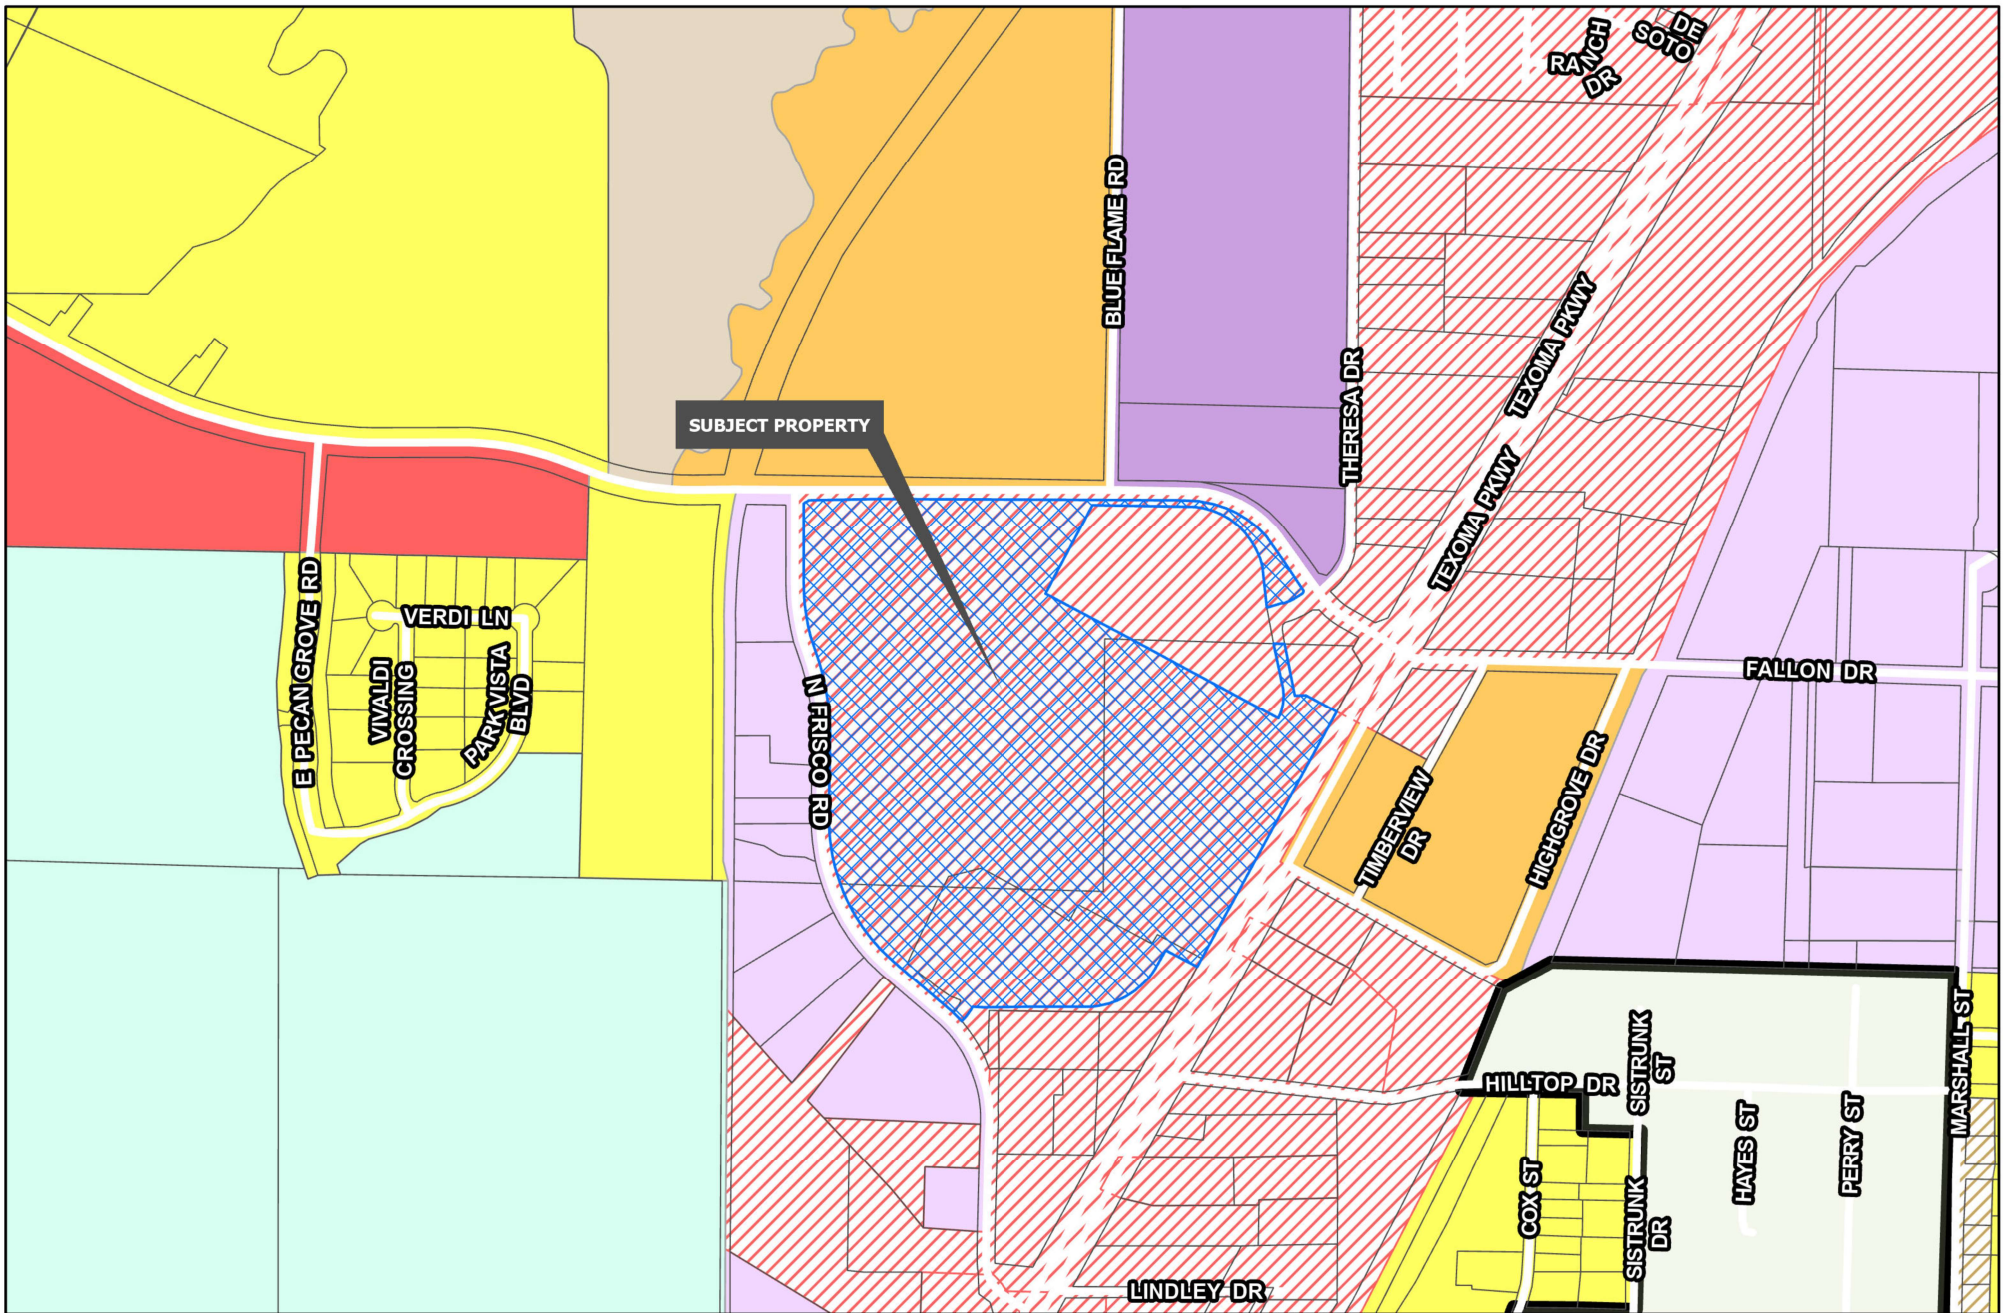 RANCH
DR
DE
SOTO
BLUE FLAME RD
TEXOMA PKWY
THERESA DR
SUBJECT PROPERTY
TEXOMA PKWY
E PECAN GROVE RD
VERDI LN
VIVALDI
CROSSING
PARKVISTA
BLVD
N FRISCO RD
FALLON DR
TIMBERVIEW
DR
HIGHGROVE DR
HILLTOP DR
SISTRUNK
ST
MARSHALL ST
COX ST
SISTRUNK
DR
HAYES ST
PERRY ST
LINDLEY DR